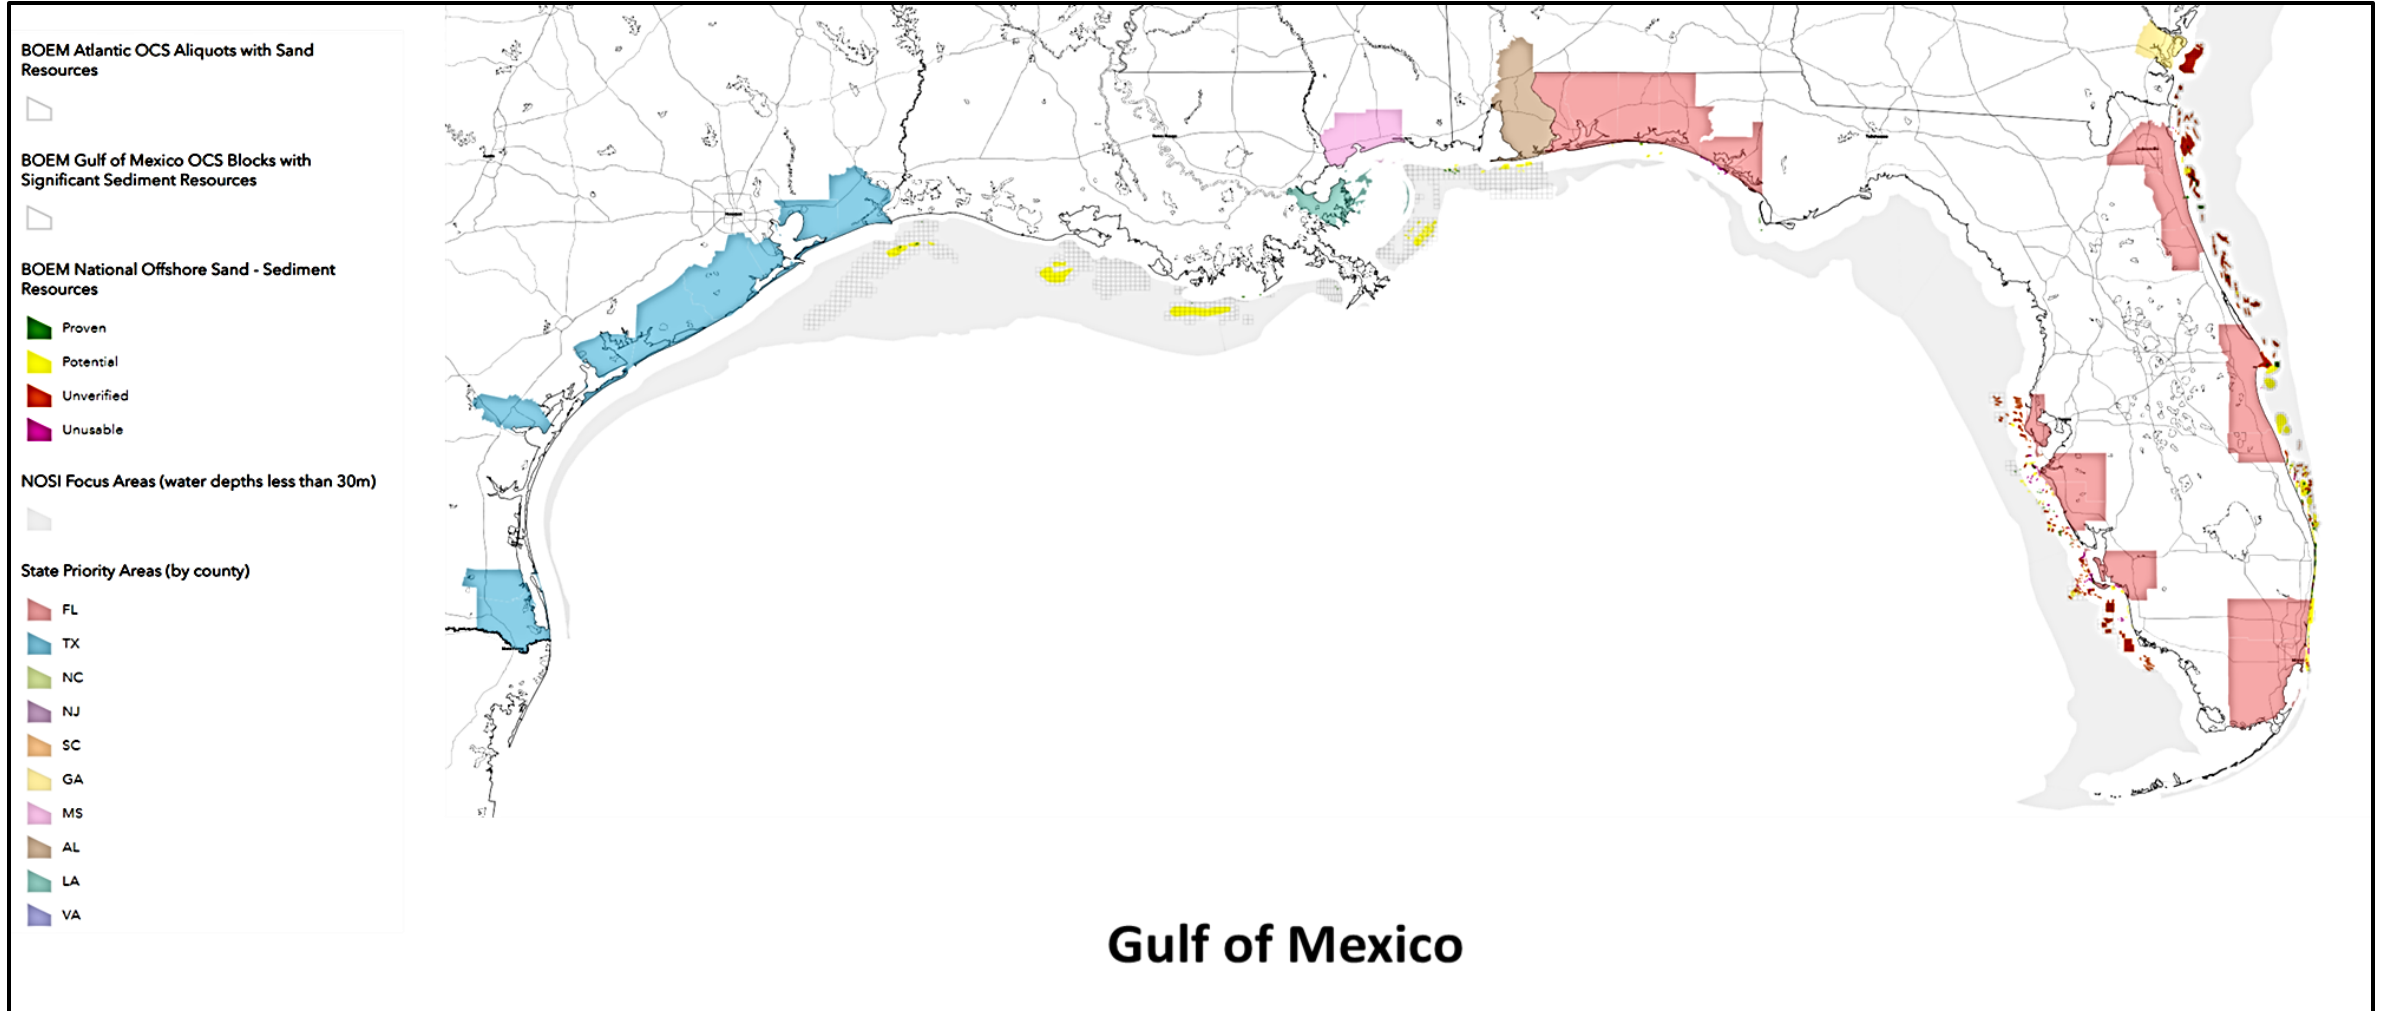 BOEM Atlantic OCS Aliquots with Sand
Resources
BOEM Gulf of Mexico OCS Blocks with
Significant Sediment Resources
BOEM National Offshore Sand - Sediment
Resources
Proven
Potential
Unverified
Unusable
NOSI Focus Areas (water depths less than 30m)
State Priority Areas (by county)
FL
TX
NC
NJ
SC
GA
MS
AL
LA
VA
Gulf of Mexico